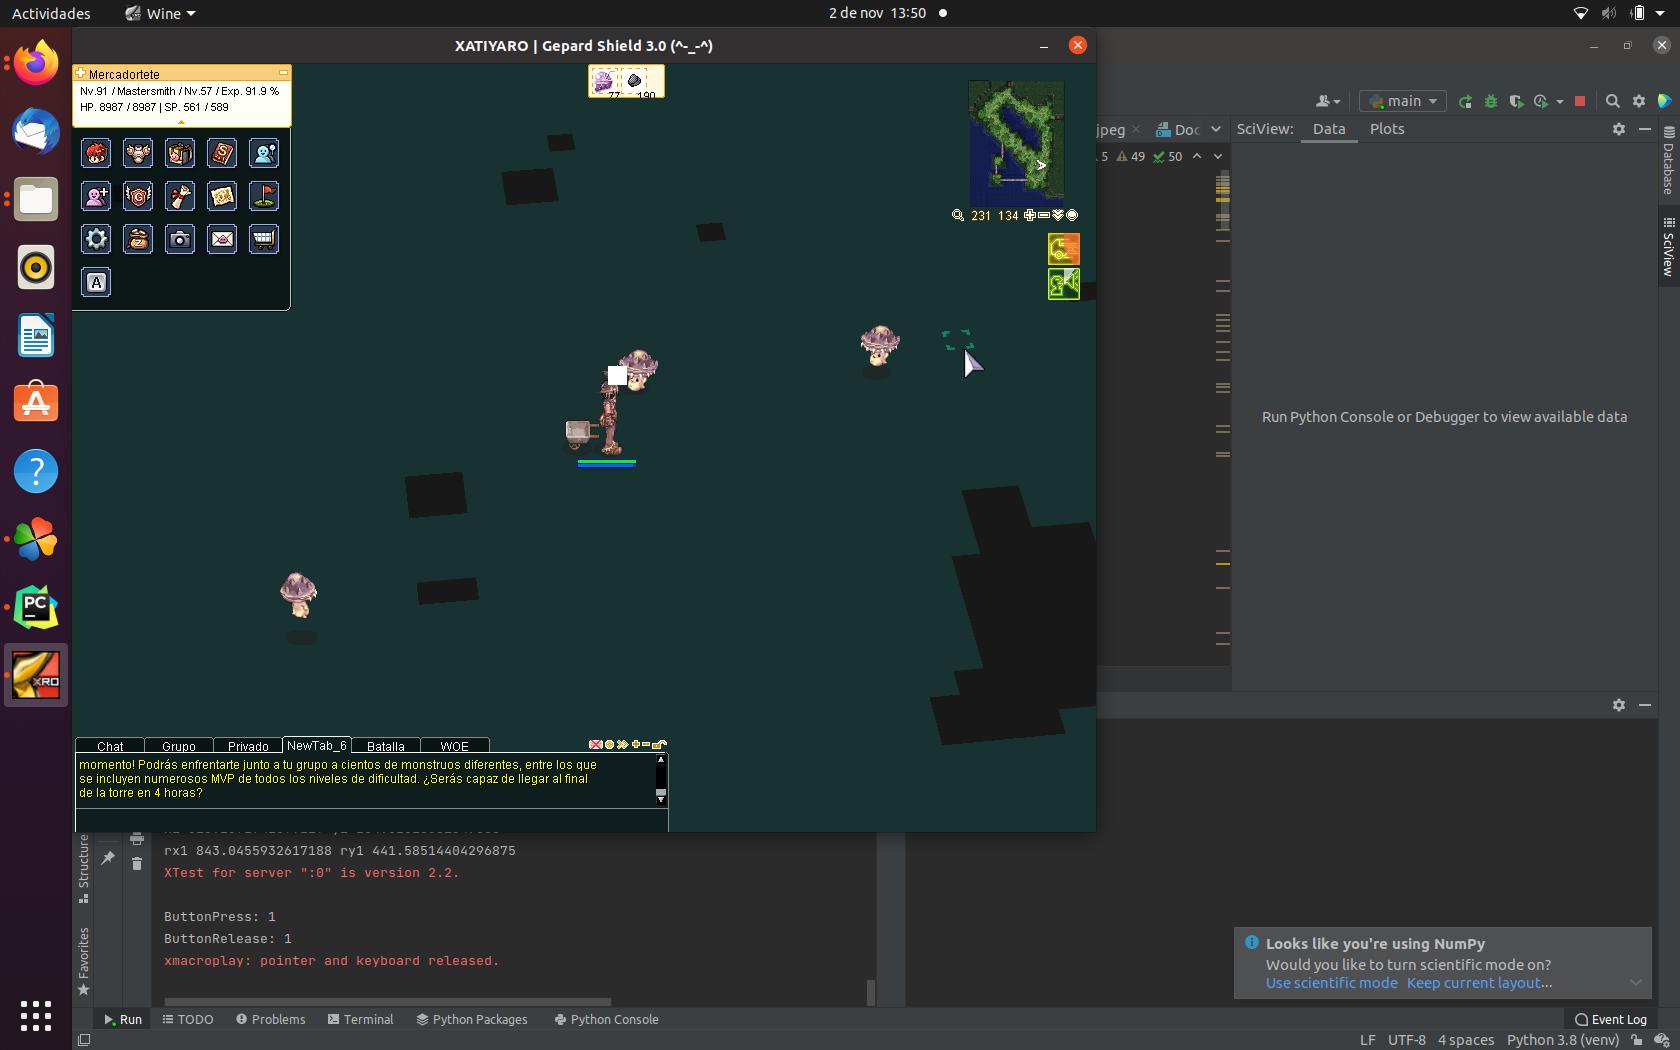 Actividades
Wine
2 de nov 13:50
XATIYARO | Gepard Shield 3.0 (^-_-^)
Mercadortete
Nv.91 / Mastersmith / Nv.57 / Exp. 91.9 %
HP. 8987 / 8987 | SP. 561 / 589
77 190
231 134
main
jpeg
Doc
SciView:
Data
Plots
5
49
50
Database
SciView
Run Python Console or Debugger to view available data
Chat
Grupo
Privado
NewTab_6
Batalla
WOE
momento! Podrás enfrentarte junto a tu grupo a cientos de monstruos diferentes, entre los que
se incluyen numerosos MVP de todos los niveles de dificultad. ¿Serás capaz de llegar al final
de la torre en 4 horas?
PC
XRO
A
Structure
Favorites
rx1 843.0455932617188 ry1 441.58514404296875
XTest for server ":0" is version 2.2.
ButtonPress: 1
ButtonRelease: 1
xmacroplay: pointer and keyboard released.
Looks like you're using NumPy
Would you like to turn scientific mode on?
Use scientific mode
Keep current layout...
Run
TODO
Problems
Terminal
Python Packages
Python Console
Event Log
LF
UTF-8
4 spaces
Python 3.8 (venv)